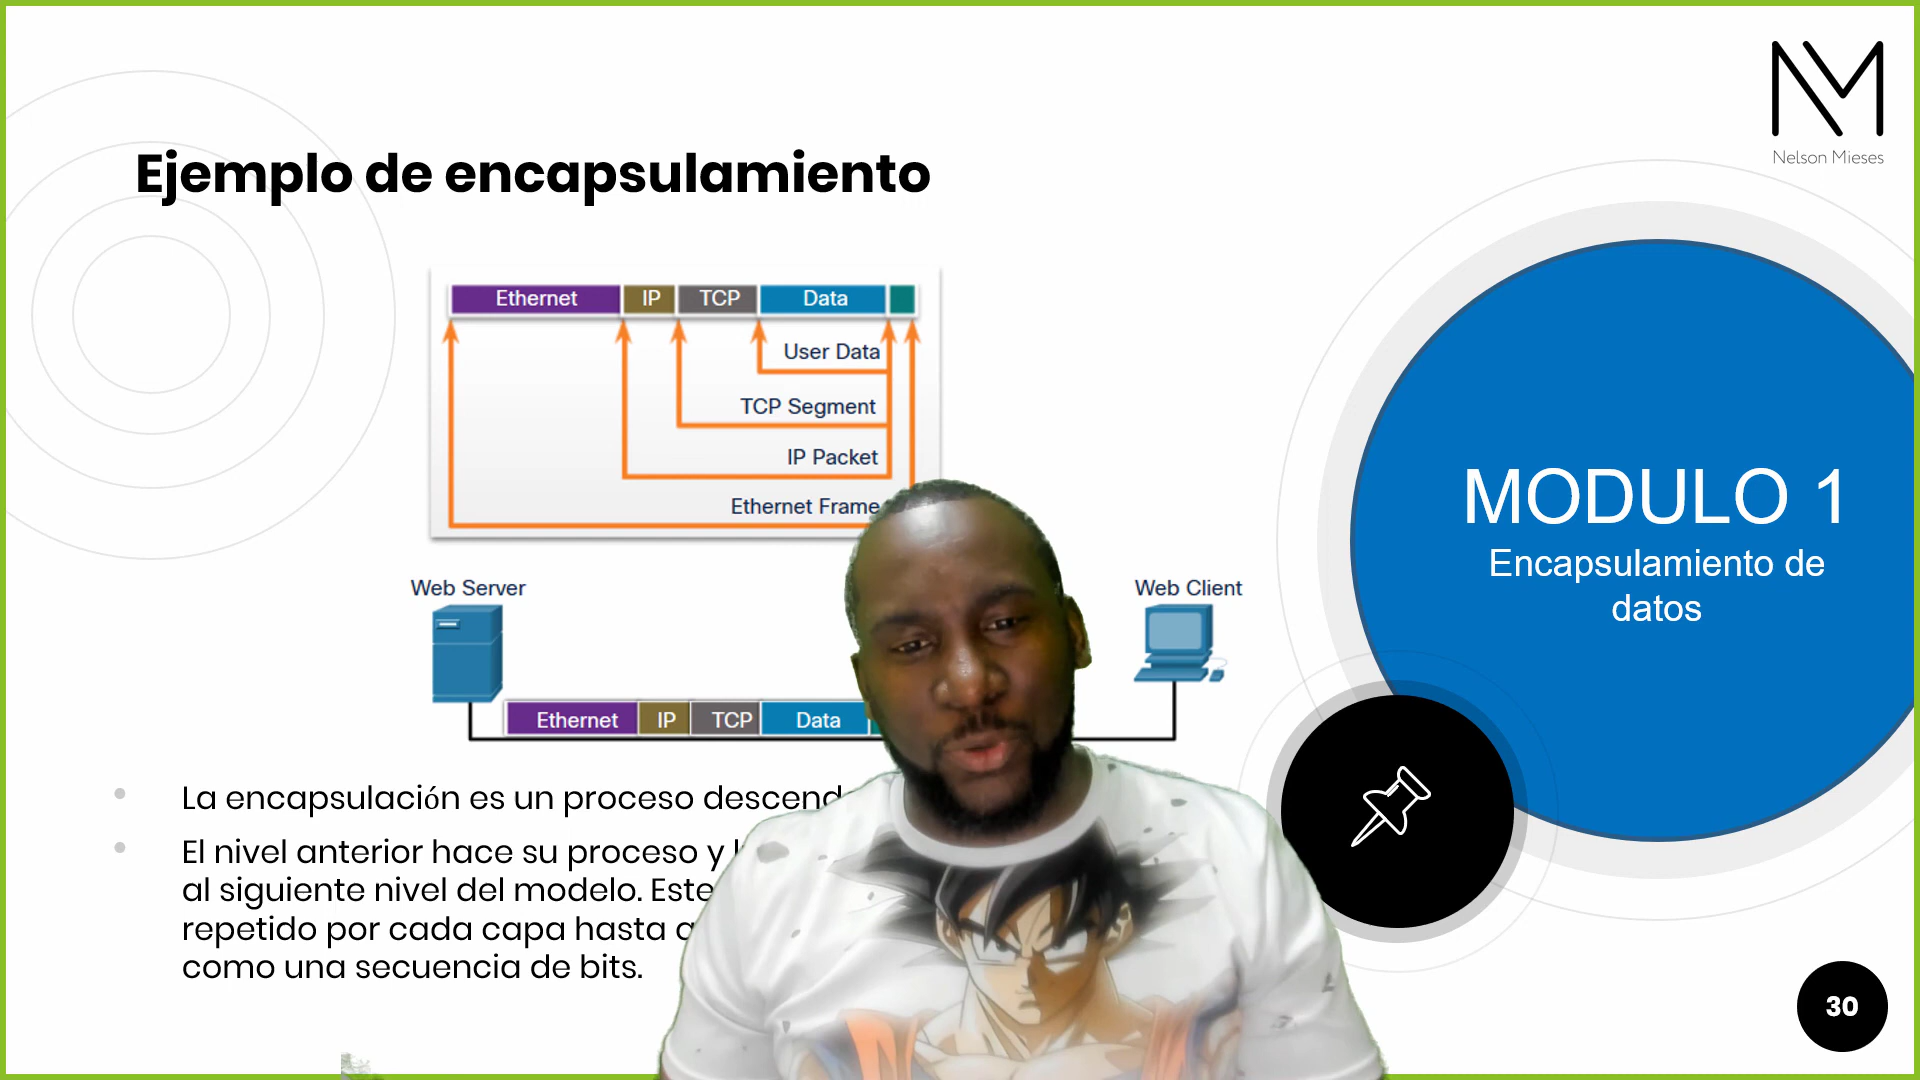 Nelson Mieses
Ejemplo de encapsulamiento
Ethernet IP TCP Data
User Data
TCP Segment
IP Packet
Ethernet Frame
Web Server
Web Client
Ethernet IP TCP Data
La encapsulación es un proceso
El nivel anterior hace su proceso y
al siguiente nivel del modelo. Este
repetido por cada capa hasta
como una secuencia de bits.
MODULO 1
Encapsulamiento de
datos
30